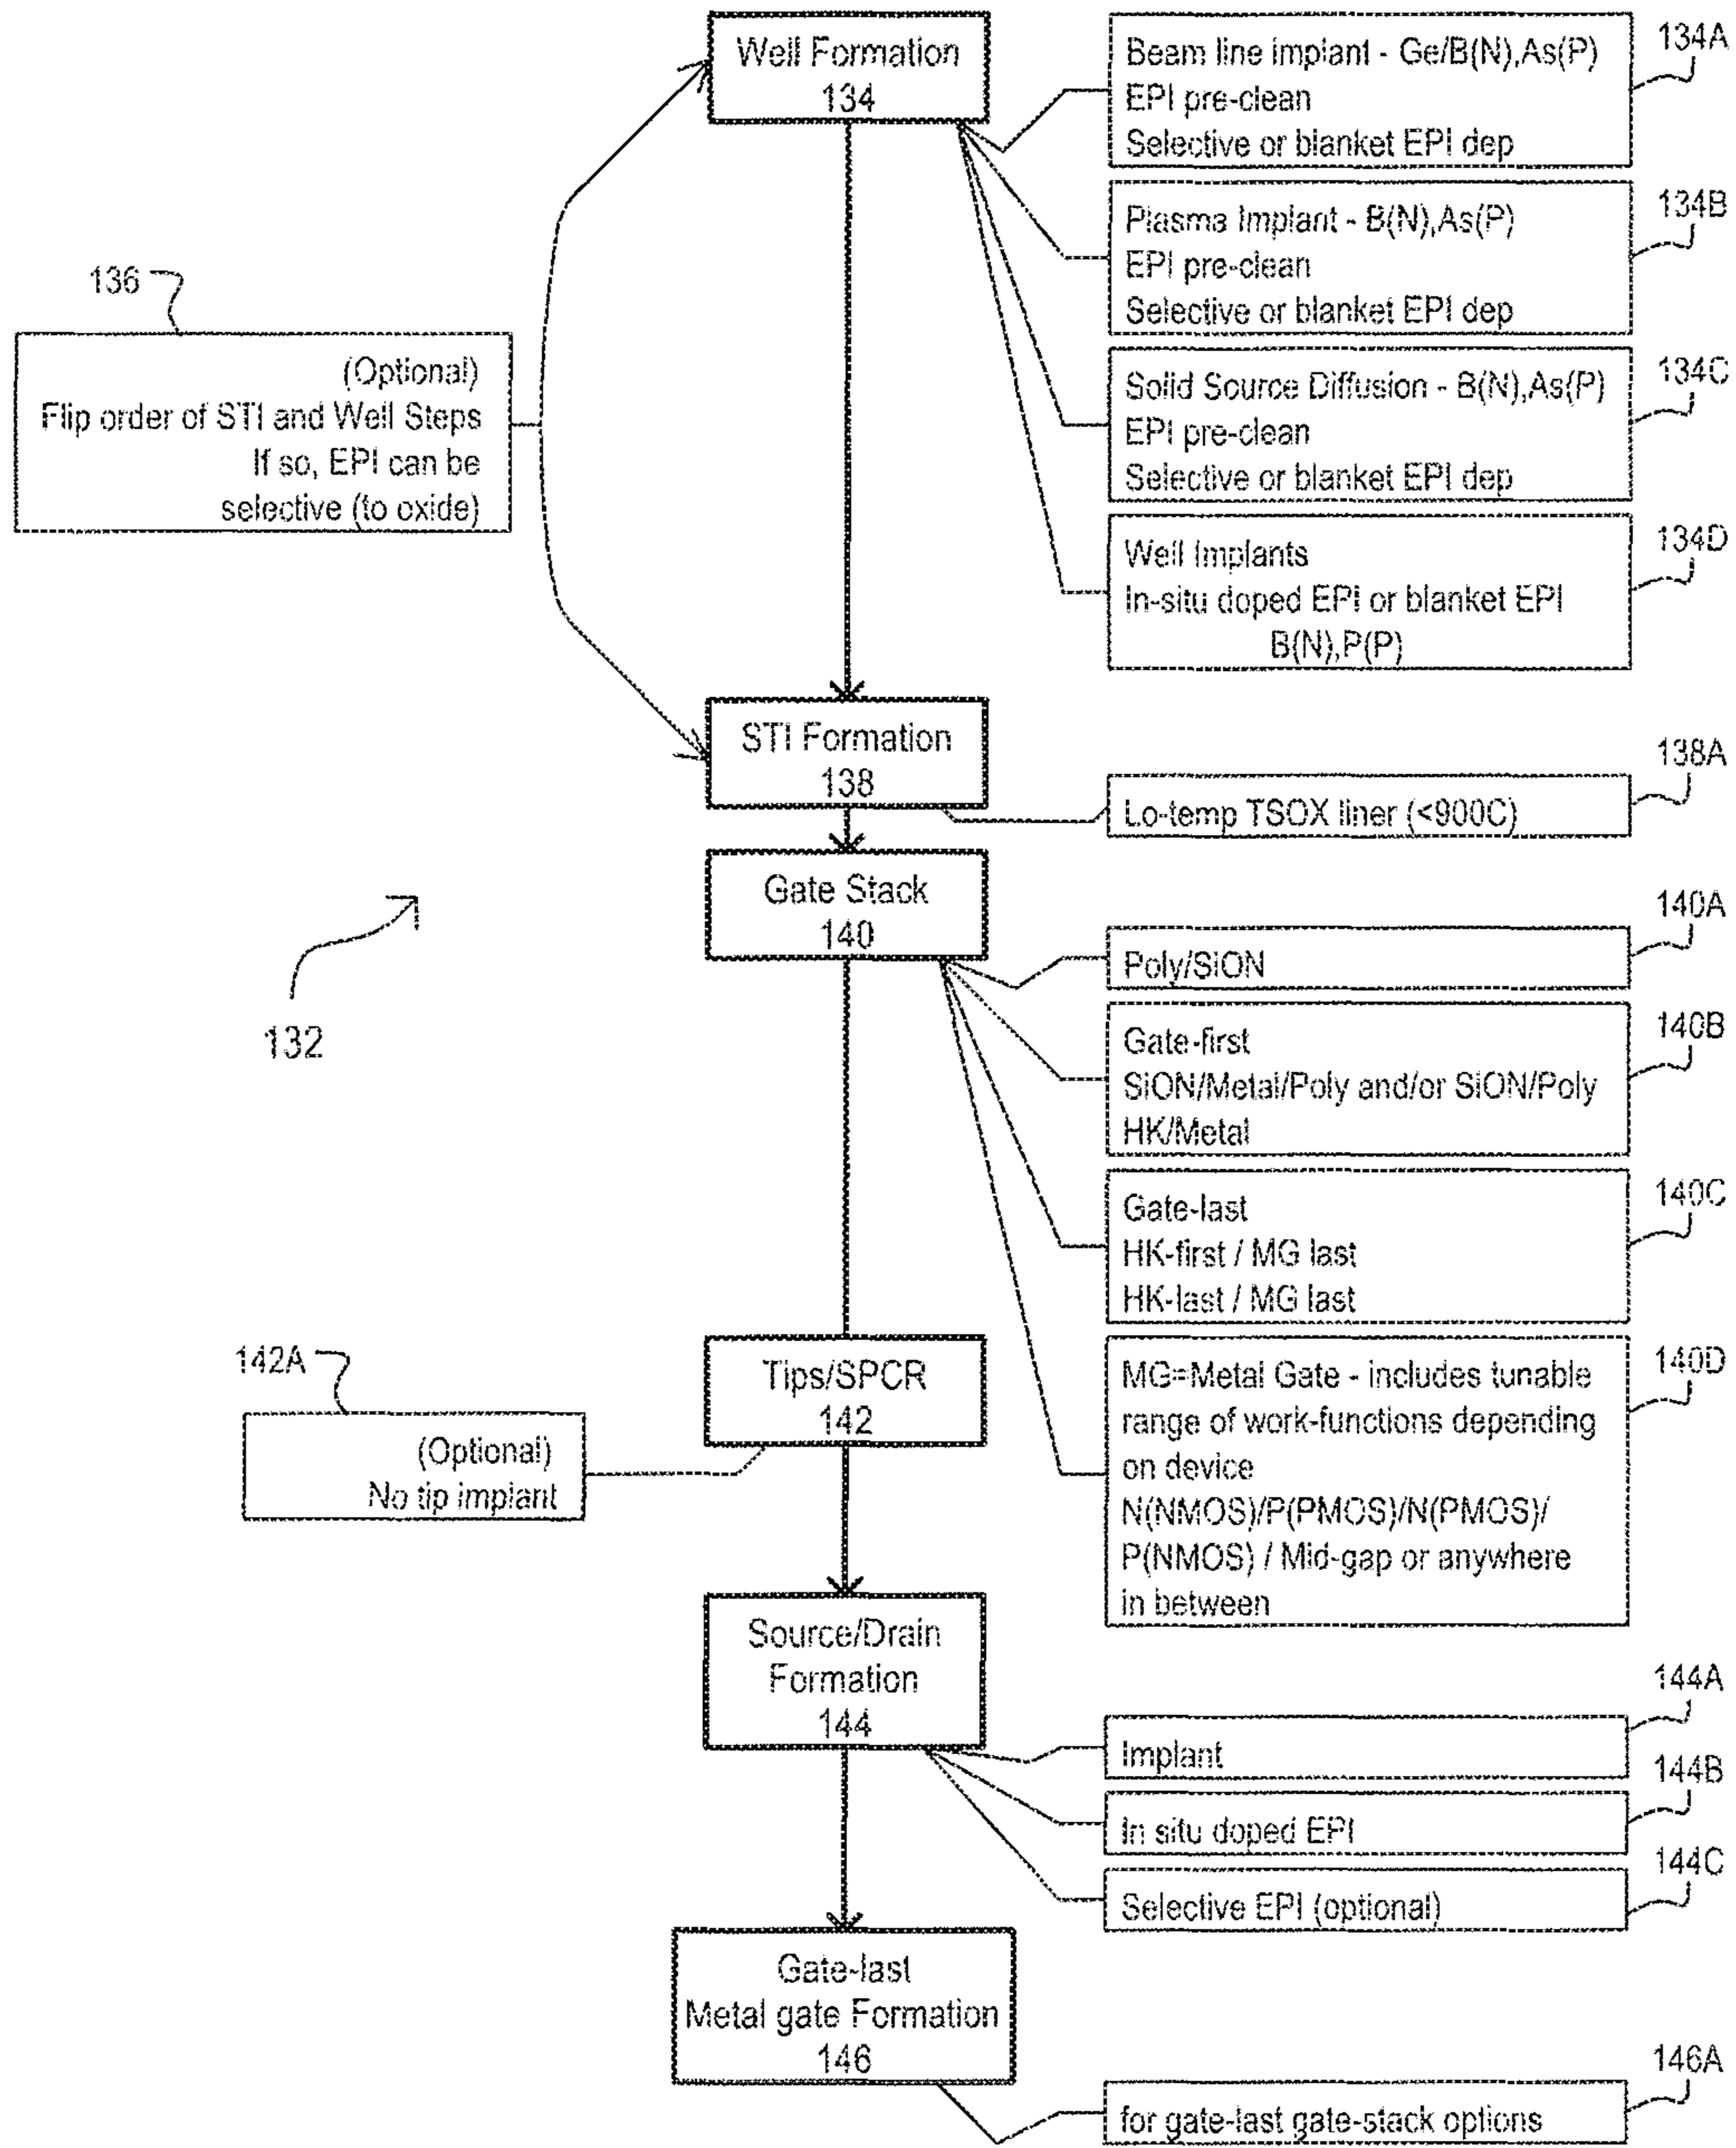 Well Formation
134
Beam line implant - Ge/B(N),As(P)
EPI pre-clean
Selective or blanket EPI dep
134A
Plasma Implant - B(N),As(P)
EPI pre-clean
Selective or blanket EPI dep
134B
136
(Optional)
Flip order of STI and Well Steps
If so, EPI can be
selective (to oxide)
Solid Source Diffusion - B(N),As(P)
EPI pre-clean
Selective or blanket EPI dep
134C
Well Implants
In-situ doped EPI or blanket EPI
B(N),P(P)
134D
STI Formation
138
Lo-temp TSOX liner (<900C)
138A
Gate Stack
140
132
Poly/SiON
140A
Gate-first
SiON/Metal/Poly and/or SiON/Poly
HK/Metal
140B
Gate-last
HK-first / MG last
HK-last / MG last
140C
Tips/SPCR
142
142A
(Optional)
No tip implant
MG=Metal Gate - includes tunable
range of work-functions depending
on device
N(NMOS)/P(PMOS)/N(PMOS)/
P(NMOS) / Mid-gap or anywhere
in between
140D
Source/Drain
Formation
144
Implant
144A
In situ doped EPI
144B
Selective EPI (optional)
144C
Gate-last
Metal gate Formation
146
for gate-last gate-stack options
146A